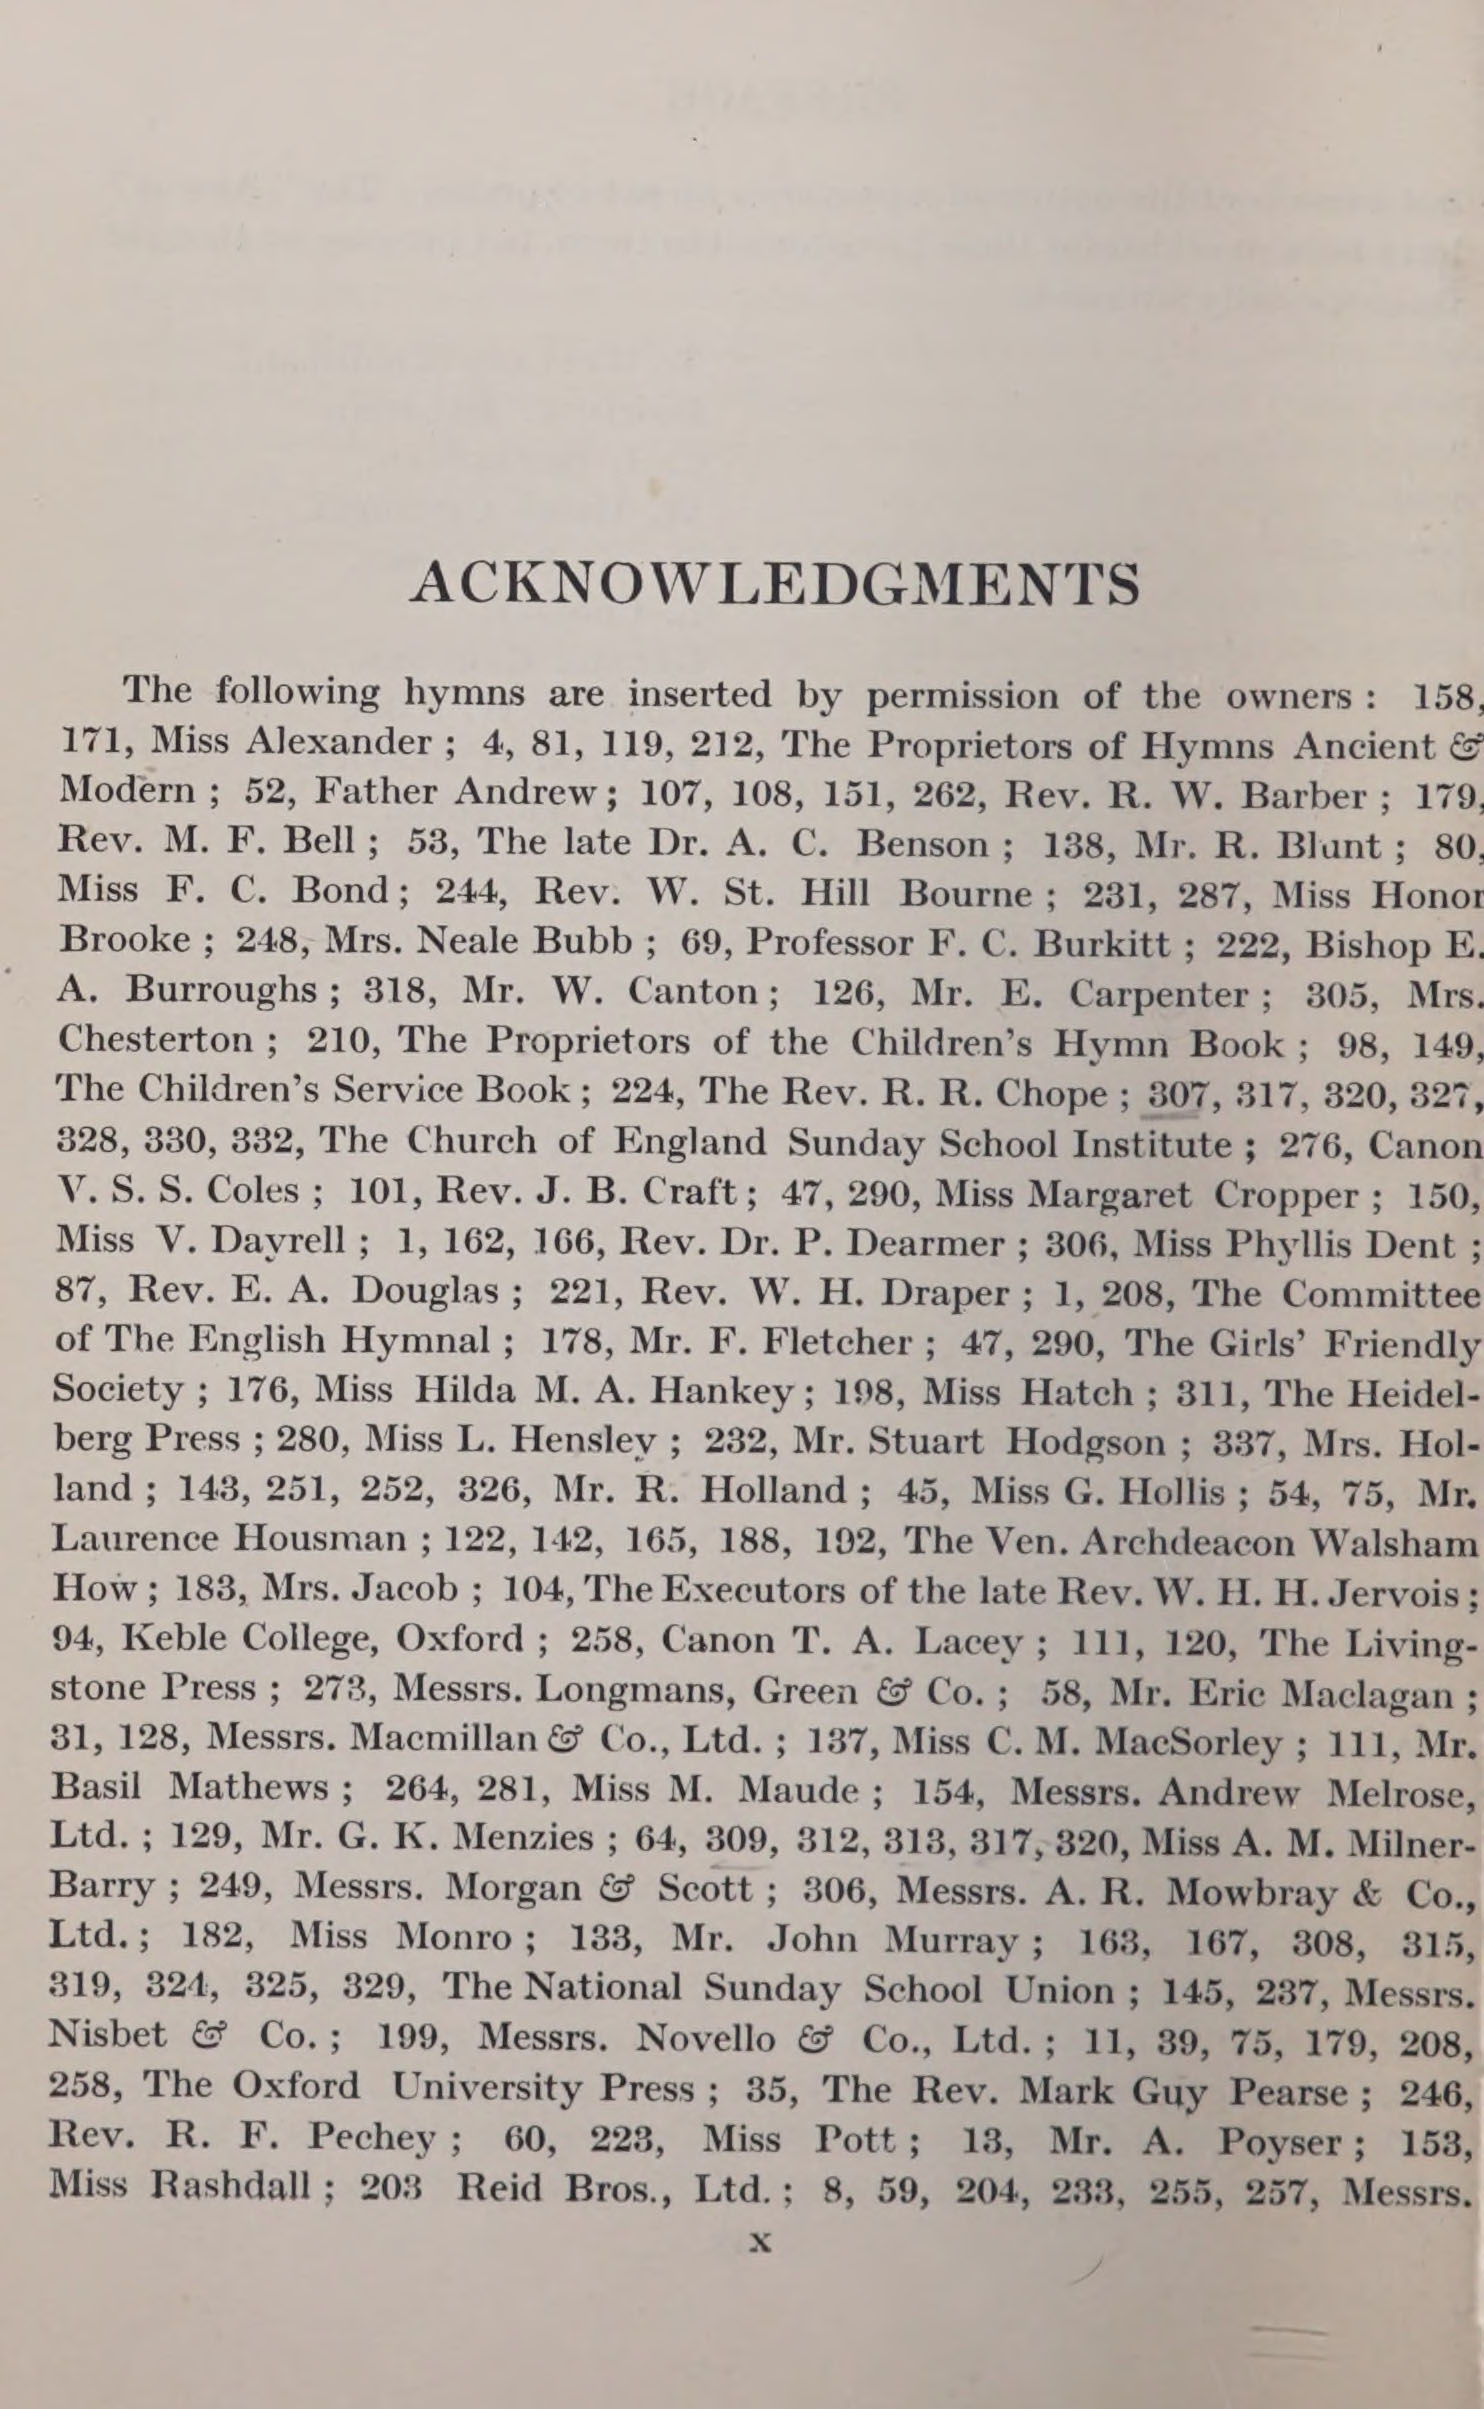 ACKNOWLEDGMENTS
The following hymns are inserted by permission of the owners : 158,
171, Miss Alexander ; 4, 81, 119, 212, The Proprietors of Hymns Ancient &
Modern ; 52, Father Andrew ; 107, 108, 151, 262, Rev. R. W. Barber ; 179,
Rev. M. F. Bell ; 53, The late Dr. A. C. Benson ; 138, Mr. R. Blunt ; 80,
Miss F. C. Bond ; 244, Rev. W. St. Hill Bourne ; 231, 287, Miss Honor
Brooke ; 248, Mrs. Neale Bubb ; 69, Professor F. C. Burkitt ; 222, Bishop E.
A. Burroughs ; 318, Mr. W. Canton ; 126, Mr. E. Carpenter ; 305, Mrs.
Chesterton ; 210, The Proprietors of the Children's Hymn Book ; 98, 149,
The Children's Service Book ; 224, The Rev. R. R. Chope ; 307, 317, 320, 327,
328, 330, 332, The Church of England Sunday School Institute ; 276, Canon
V. S. S. Coles ; 101, Rev. J. B. Craft ; 47, 290, Miss Margaret Cropper ; 150,
Miss V. Dayrell ; 1, 162, 166, Rev. Dr. P. Dearmer ; 306, Miss Phyllis Dent ;
87, Rev. E. A. Douglas ; 221, Rev. W. H. Draper ; 1, 208, The Committee
of The English Hymnal ; 178, Mr. F. Fletcher ; 47, 290, The Girls' Friendly
Society ; 176, Miss Hilda M. A. Hankey ; 198, Miss Hatch ; 311, The Heidel-
berg Press ; 280, Miss L. Hensley ; 232, Mr. Stuart Hodgson ; 337, Mrs. Hol-
land ; 143, 251, 252, 326, Mr. R. Holland ; 45, Miss G. Hollis ; 54, 75, Mr.
Laurence Housman ; 122, 142, 165, 188, 192, The Ven. Archdeacon Walsham
How ; 183, Mrs. Jacob ; 104, The Executors of the late Rev. W. H. H. Jervois ;
94, Keble College, Oxford ; 258, Canon T. A. Lacey ; 111, 120, The Living-
stone Press ; 273, Messrs. Longmans, Green & Co. ; 58, Mr. Eric Maclagan ;
31, 128, Messrs. Macmillan & Co., Ltd. ; 137, Miss C. M. MacSorley ; 111, Mr.
Basil Mathews ; 264, 281, Miss M. Maude ; 154, Messrs. Andrew Melrose,
Ltd. ; 129, Mr. G. K. Menzies ; 64, 309, 312, 313, 317, 320, Miss A. M. Milner-
Barry ; 249, Messrs. Morgan & Scott ; 306, Messrs. A. R. Mowbray & Co.,
Ltd. ; 182, Miss Monro ; 133, Mr. John Murray ; 163, 167, 308, 315,
319, 324, 325, 329, The National Sunday School Union ; 145, 237, Messrs.
Nisbet & Co. ; 199, Messrs. Novello & Co., Ltd. ; 11, 39, 75, 179, 208,
258, The Oxford University Press ; 35, The Rev. Mark Guy Pearse ; 246,
Rev. R. F. Pechey ; 60, 223, Miss Pott ; 13, Mr. A. Poyser ; 153,
Miss Rashdall ; 203 Reid Bros., Ltd. ; 8, 59, 204, 233, 255, 257, Messrs.
x